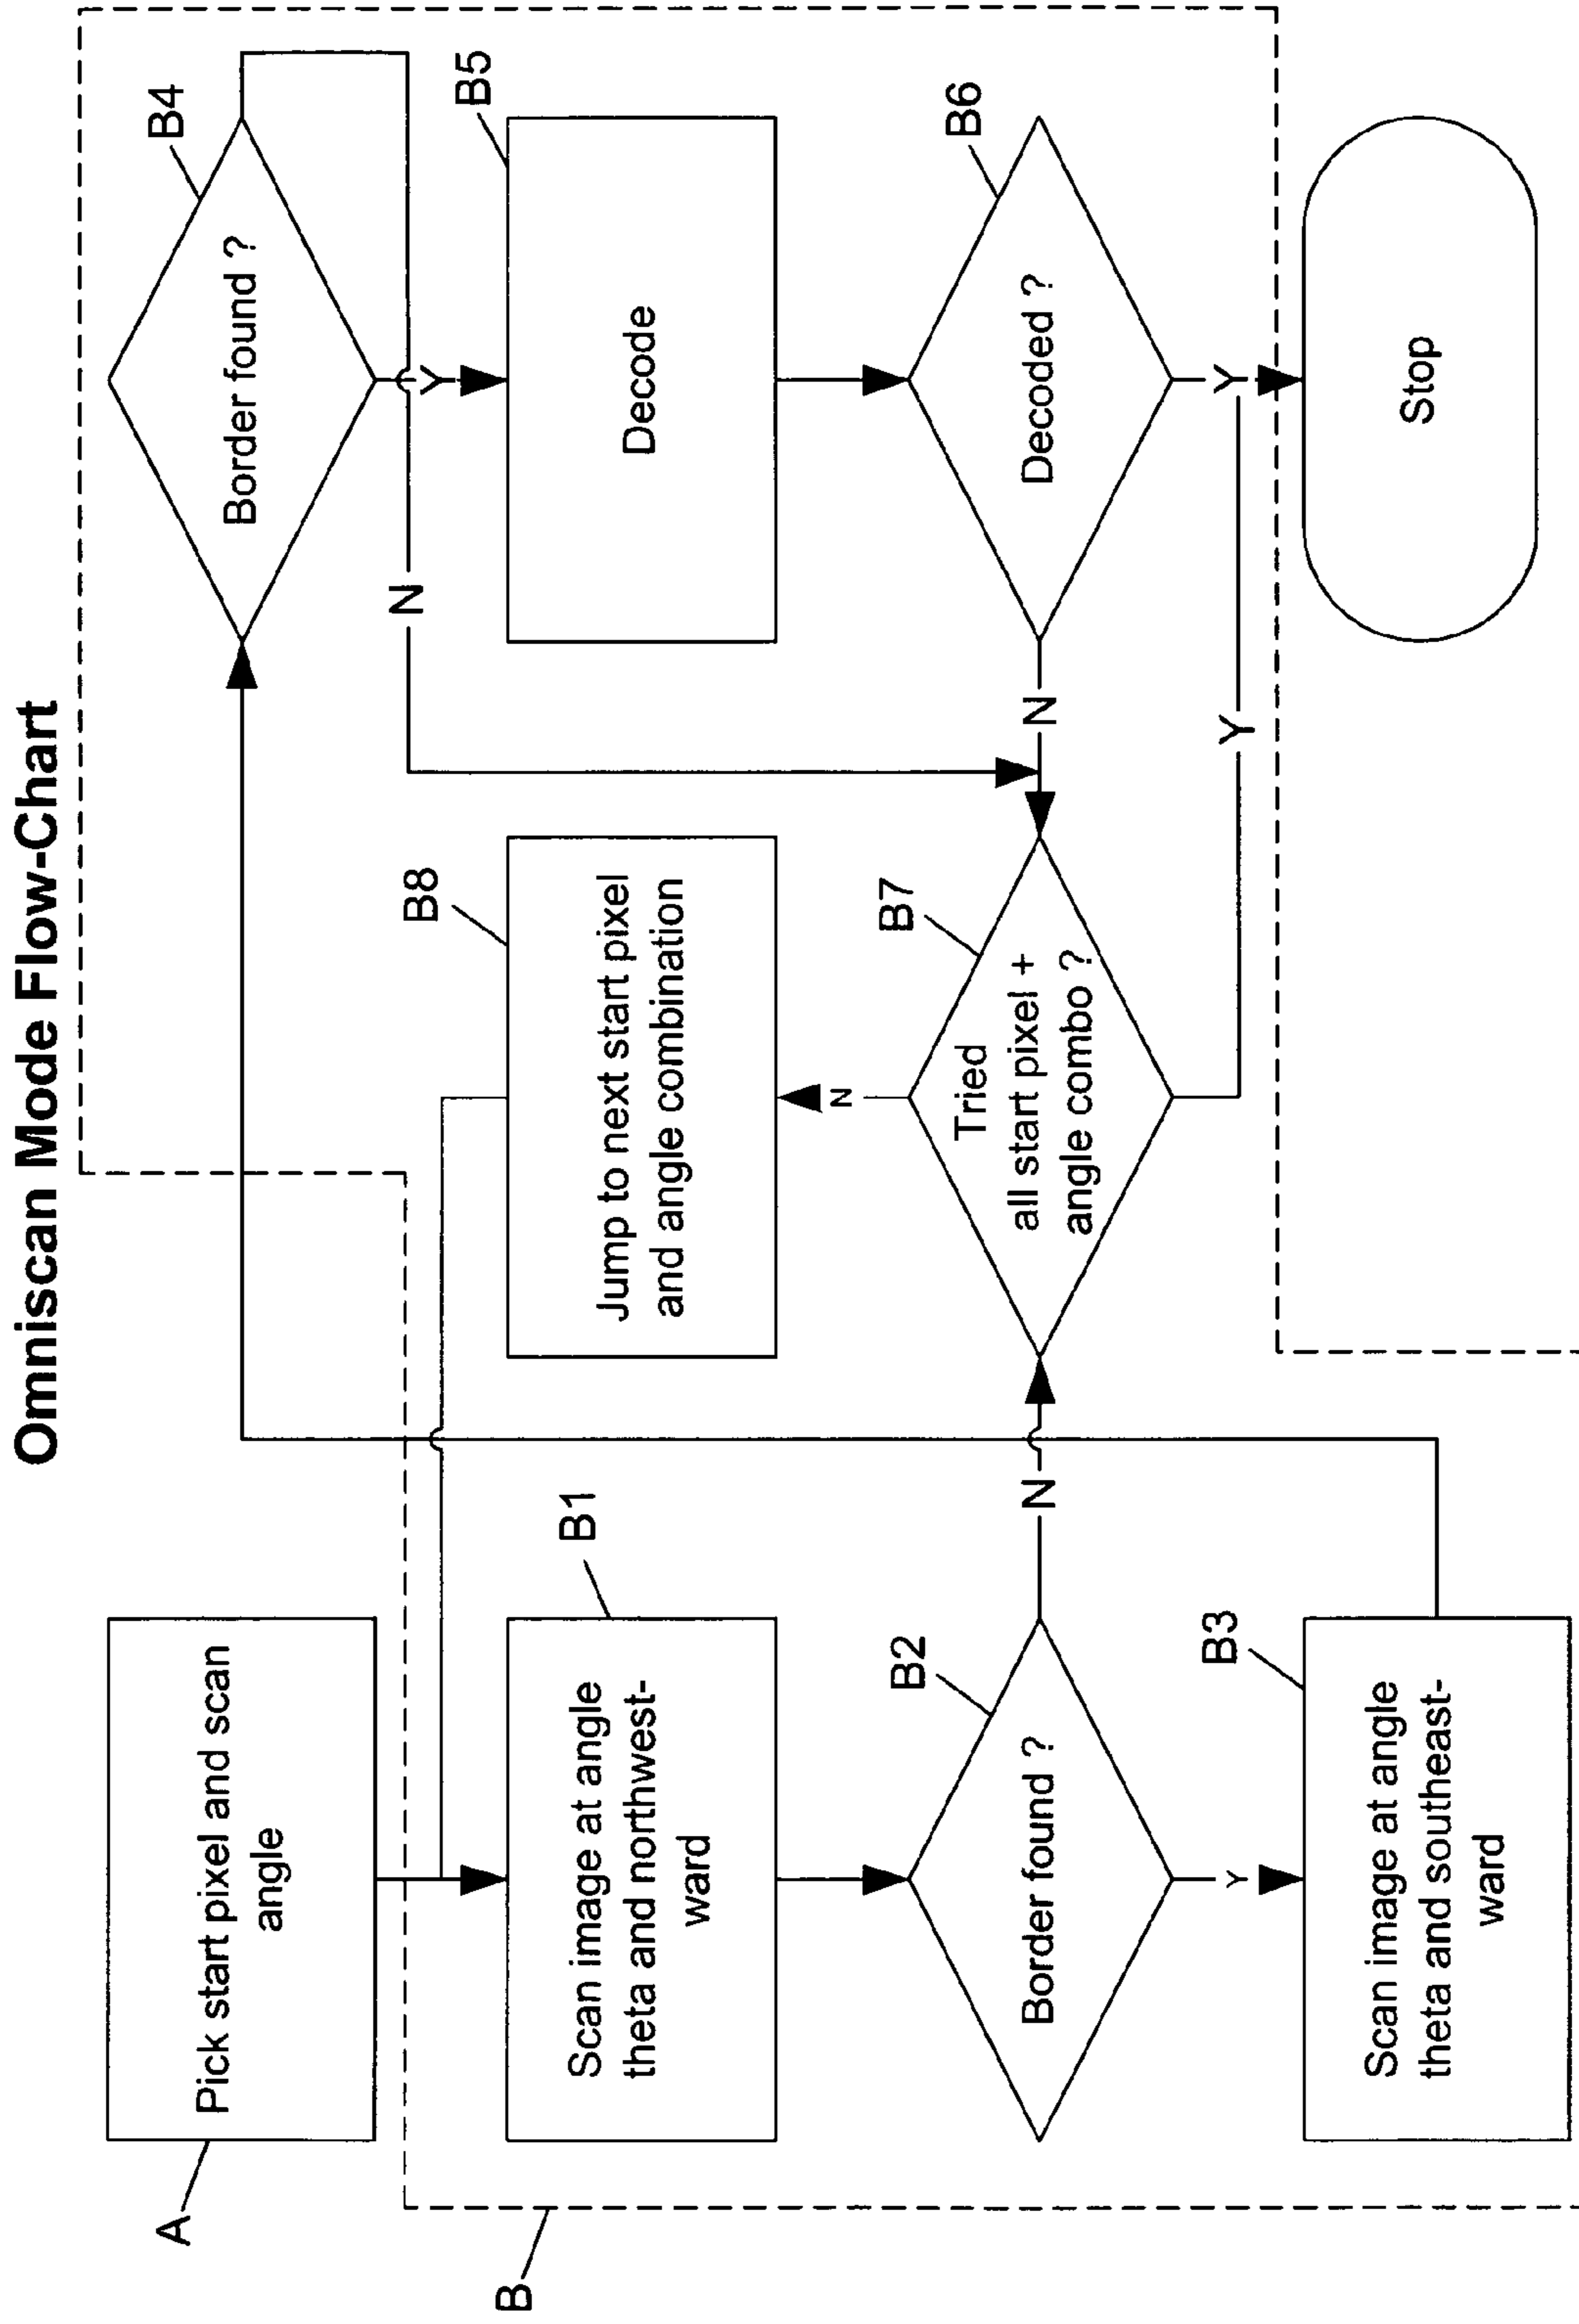 Omniscan Mode Flow-Chart
A
Pick start pixel and scan
angle
B
B1
Scan image at angle
theta and northwest-
ward
B2
Border found ?
N
Y
B3
Scan image at angle
theta and southeast-
ward
B4
Border found ?
N
Y
B5
Decode
B6
Decoded ?
N
Y
B7
Tried
all start pixel +
angle combo ?
N
Y
B8
Jump to next start pixel
and angle combination
Stop